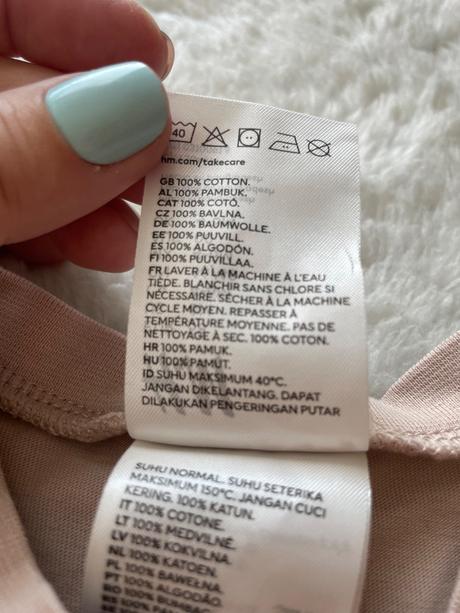 40
hm.com/takecare
GB 100% COTTON.
AL 100% PAMBUK.
CAT 100% COTÓ.
CZ 100% BAVLNA.
DE 100% BAUMWOLLE.
EE 100% PUUVILL.
ES 100% ALGODÓN.
FI 100% PUUVILLAA.
FR LAVER À LA MACHINE À L'EAU
TIÈDE. BLANCHIR SANS CHLORE SI
NÉCESSAIRE. SÉCHER À LA MACHINE
CYCLE MOYEN. REPASSER À
TEMPÉRATURE MOYENNE. PAS DE
NETTOYAGE À SEC. 100% COTON.
HR 100% PAMUK.
HU 100% PAMUT.
ID SUHU MAKSIMUM 40°C.
JANGAN DIKELANTANG. DAPAT
DILAKUKAN PENGERINGAN PUTAR
SUHU NORMAL. SUHU SETERIKA
MAKSIMUM 150°C. JANGAN CUCI
KERING. 100% KATUN.
IT 100% COTONE.
LT 100% MEDVILNĖ.
LV 100% KOKVILNA.
NL 100% KATOEN.
PL 100% BAWEŁNA.
PT 100% ALGODÃO.
RO 100% BUMBAC